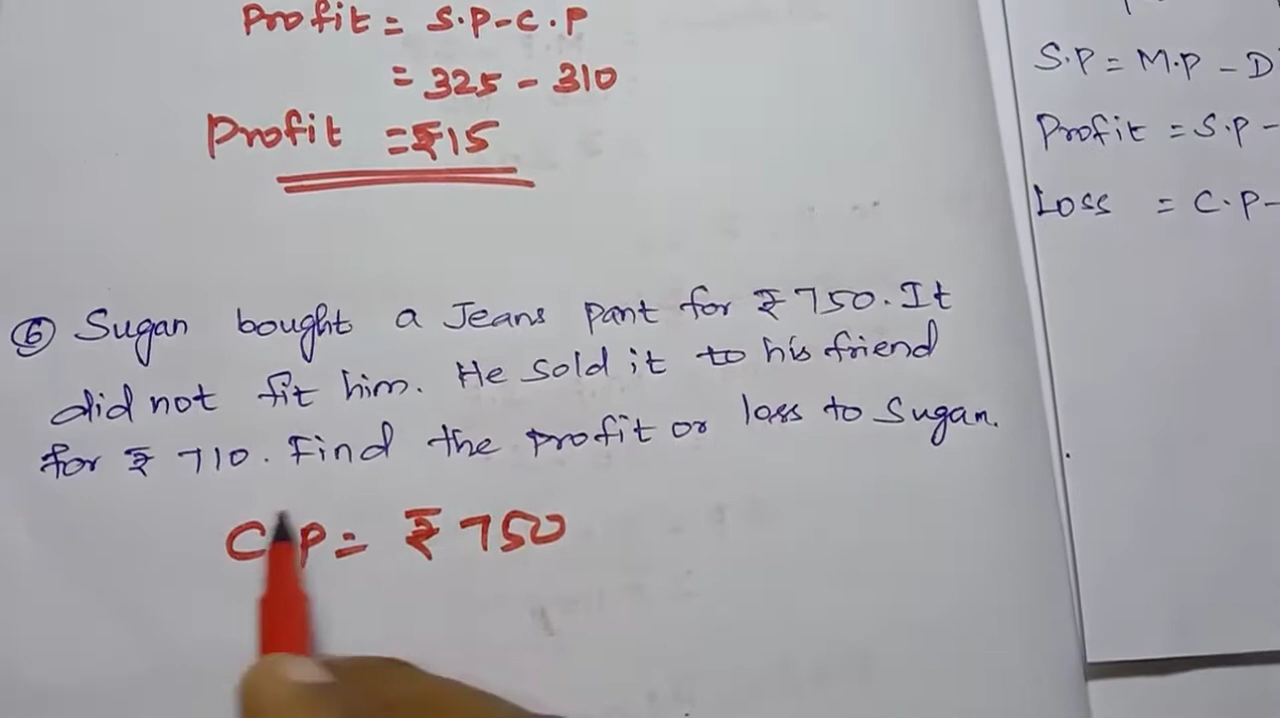 Profit = S.P-C.P
= 325 - 310
Profit = ₹15
⑥ Sugan bought a Jeans pant for ₹750. It
did not fit him. He sold it to his friend
for ₹ 710. Find the profit or loss to Sugan.
C.P = ₹ 750
S.P = M.P - D
Profit = S.P -
Loss = C.P -